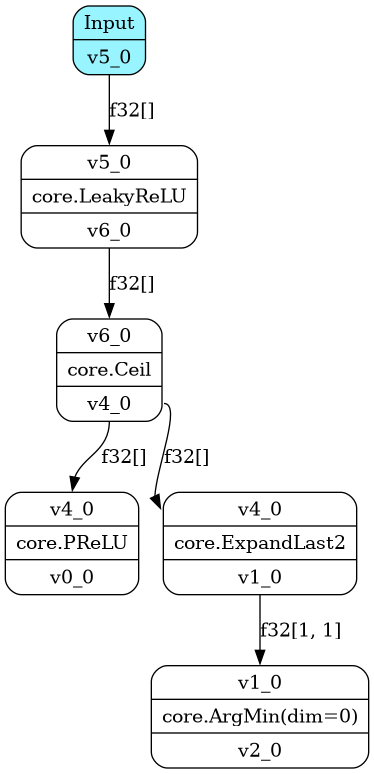 Input
v5_0
f32[]
v5_0
core.LeakyReLU
v6_0
f32[]
v6_0
core.Ceil
v4_0
f32[]
f32[]
v4_0
core.PReLU
v0_0
v4_0
core.ExpandLast2
v1_0
f32[1, 1]
v1_0
core.ArgMin(dim=0)
v2_0